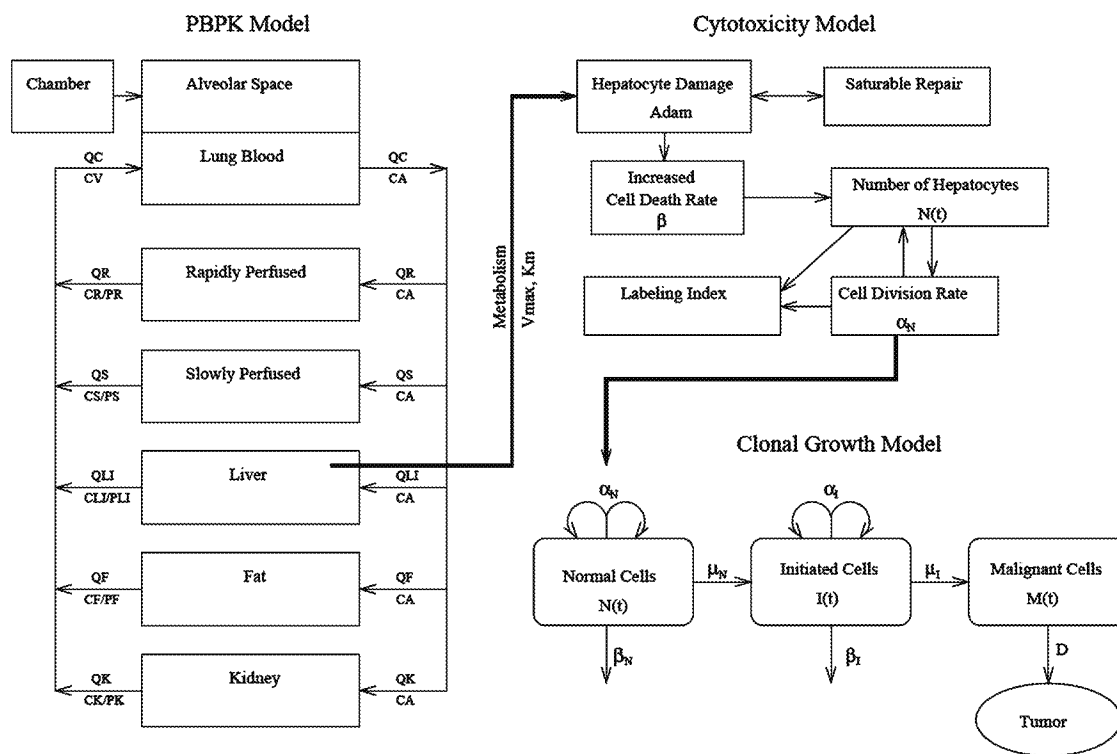 PBPK Model
Chamber
Alveolar Space
Lung Blood
QC
CV
QC
CA
QR
CR/PR
Rapidly Perfused
QR
CA
QS
CS/PS
Slowly Perfused
QS
CA
QLI
CLI/PLI
Liver
QLI
CA
QF
CF/PF
Fat
QF
CA
QK
CK/PK
Kidney
QK
CA
Metabolism
Vmax, Km
Cytotoxicity Model
Hepatocyte Damage
Adam
Saturable Repair
Increased
Cell Death Rate
β
Number of Hepatocytes
N(t)
Labeling Index
Cell Division Rate
αN
Clonal Growth Model
αN
αI
Normal Cells
N(t)
μN
Initiated Cells
I(t)
μI
Malignant Cells
M(t)
βN
βI
D
Tumor